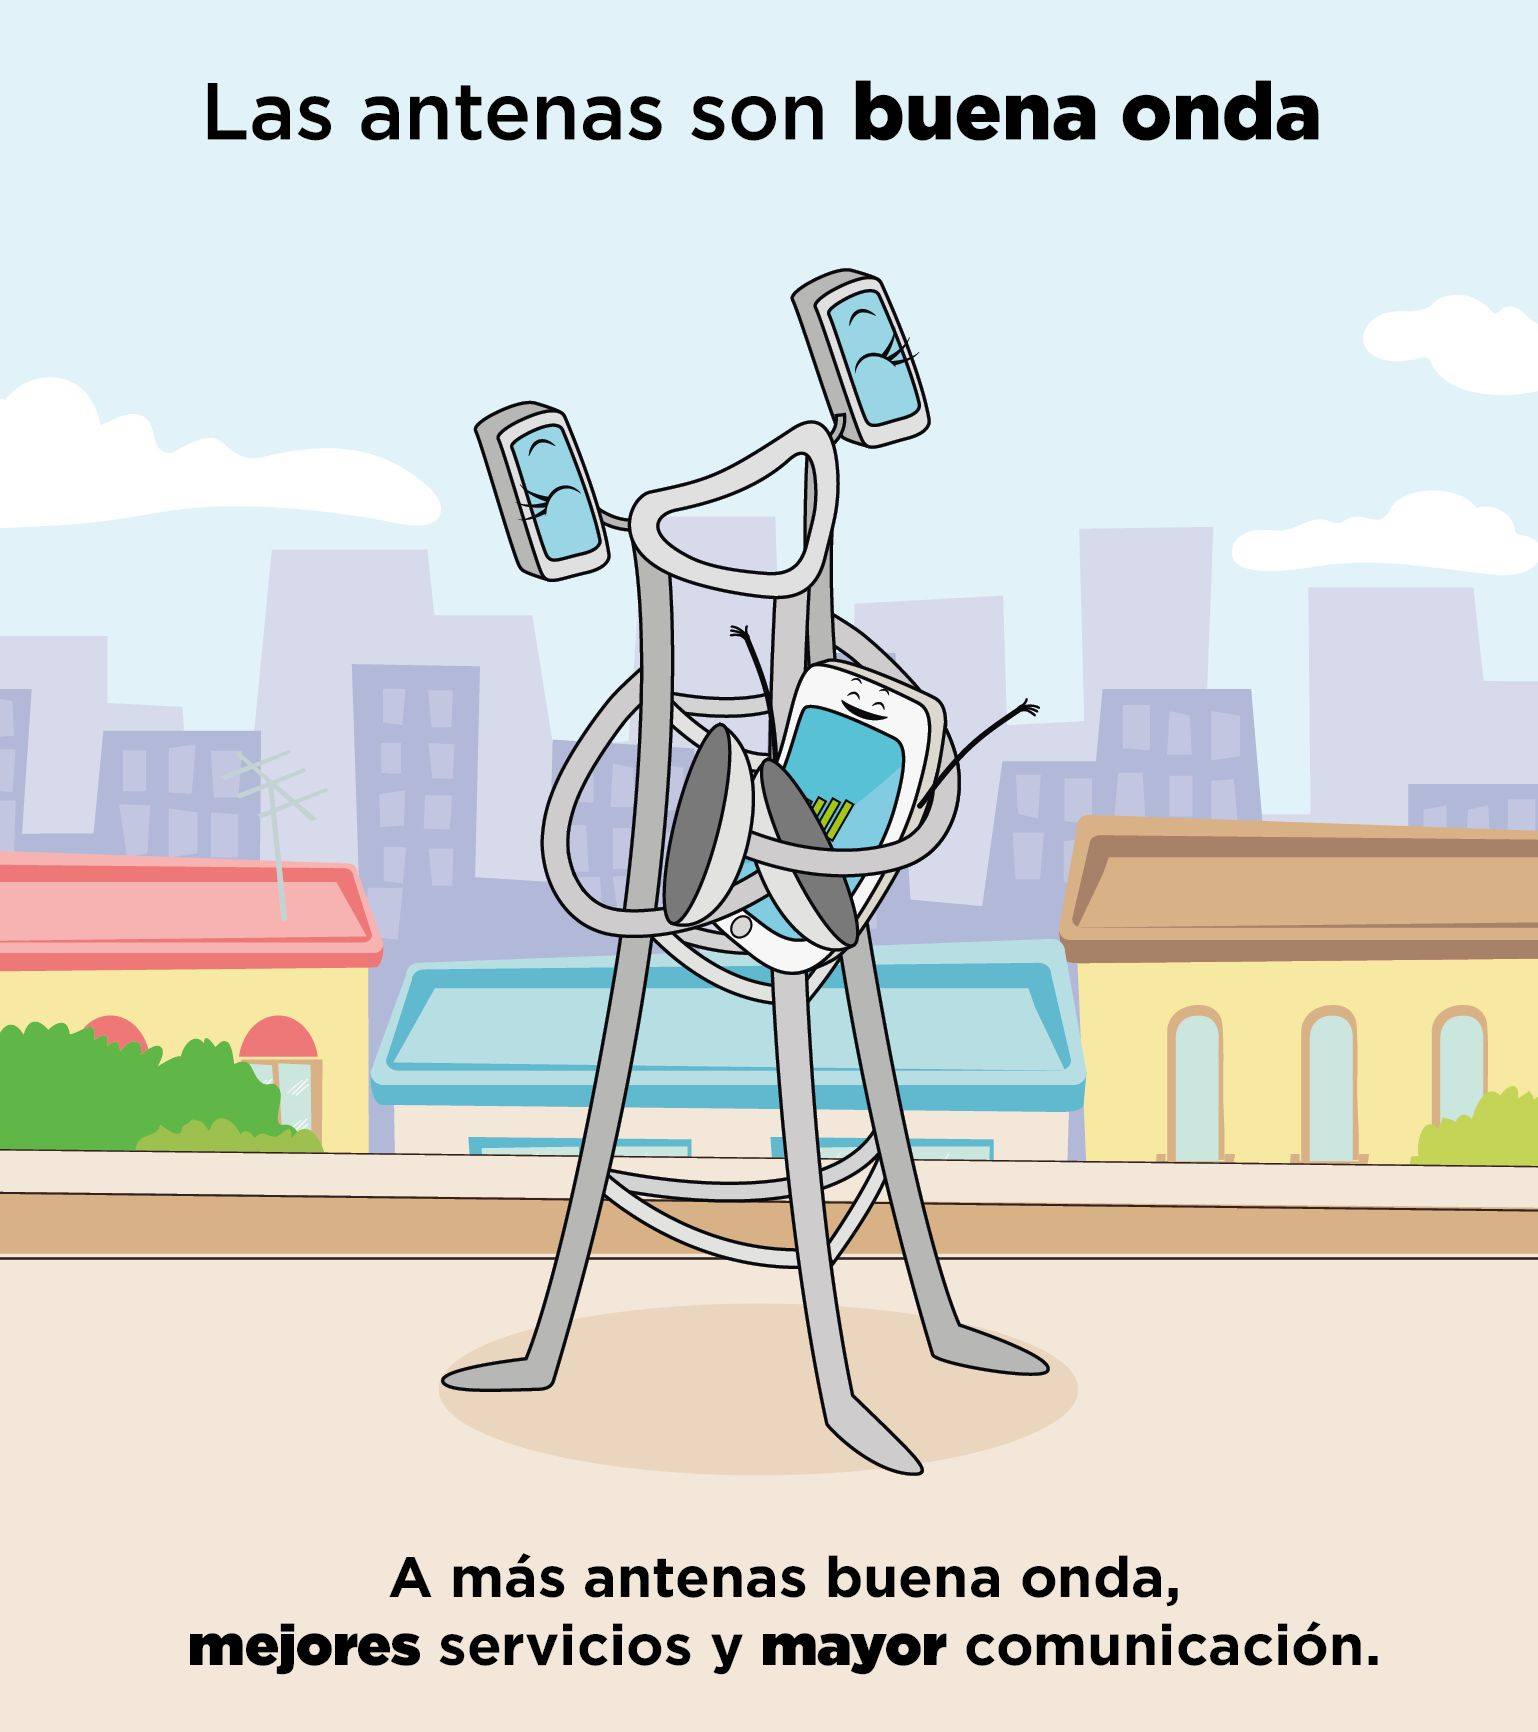 Las antenas son buena onda
A más antenas buena onda,
mejores servicios y mayor comunicación.